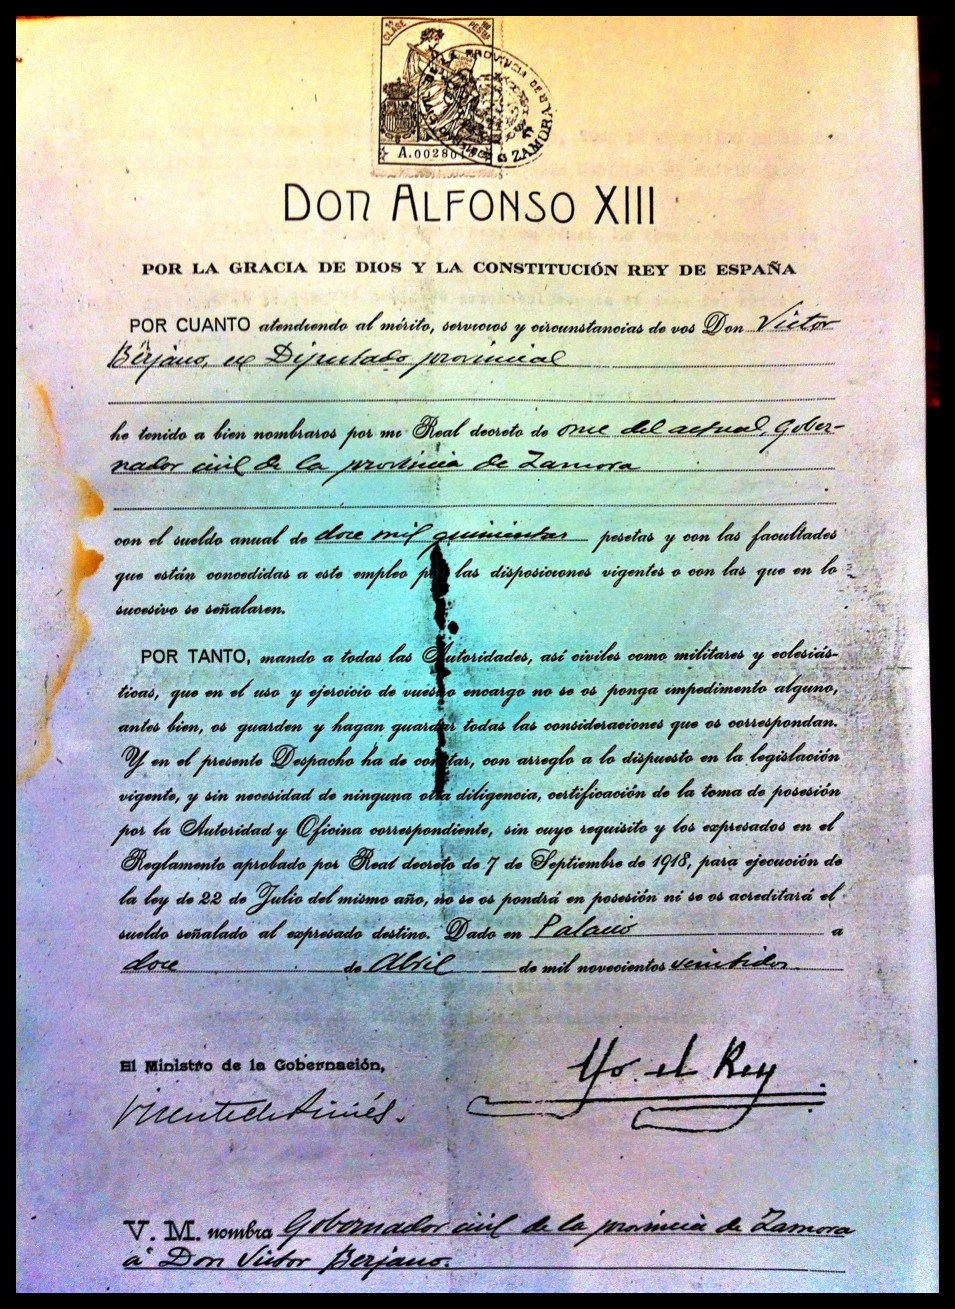 1ª CLASE
PESTAS
PROVINCIA DE
ZAMORA
A.00280
DON ALFONSO XIII
POR LA GRACIA DE DIOS Y LA CONSTITUCIÓN REY DE ESPAÑA
POR CUANTO atendiendo al mérito, servicios y circunstancias de vos Don Victor
Berjano, ex Diputado provincial
he tenido a bien nombraros por mi Real decreto de once del actual, Gober-
nador civil de la provincia de Zamora
con el sueldo anual de doce mil quinientas pesetas y con las facultades
que están concedidas a este empleo por las disposiciones vigentes o con las que en lo
sucesivo se señalaren.
POR TANTO, mando a todas las Autoridades, así civiles como militares y eclesiás-
ticas, que en el uso y ejercicio de vuestro encargo no se os ponga impedimento alguno,
antes bien, os guarden y hagan guardar todas las consideraciones que os correspondan.
Y en el presente Despacho ha de constar, con arreglo a lo dispuesto en la legislación
vigente, y sin necesidad de ninguna otra diligencia, certificación de la toma de posesión
por la Autoridad y Oficina correspondiente, sin cuyo requisito y los expresados en el
Reglamento aprobado por Real decreto de 7 de Septiembre de 1918, para ejecución de
la ley de 22 de Julio del mismo año, no se os pondrá en posesión ni se os acreditará el
sueldo señalado al expresado destino. Dado en Palacio a
doce de Abril de mil novecientos veintidos
El Ministro de la Gobernación,
Yo el Rey
Vicente de Piniés.
V. M. nombra Gobernador civil de la provincia de Zamora
á Don Victor Berjano.